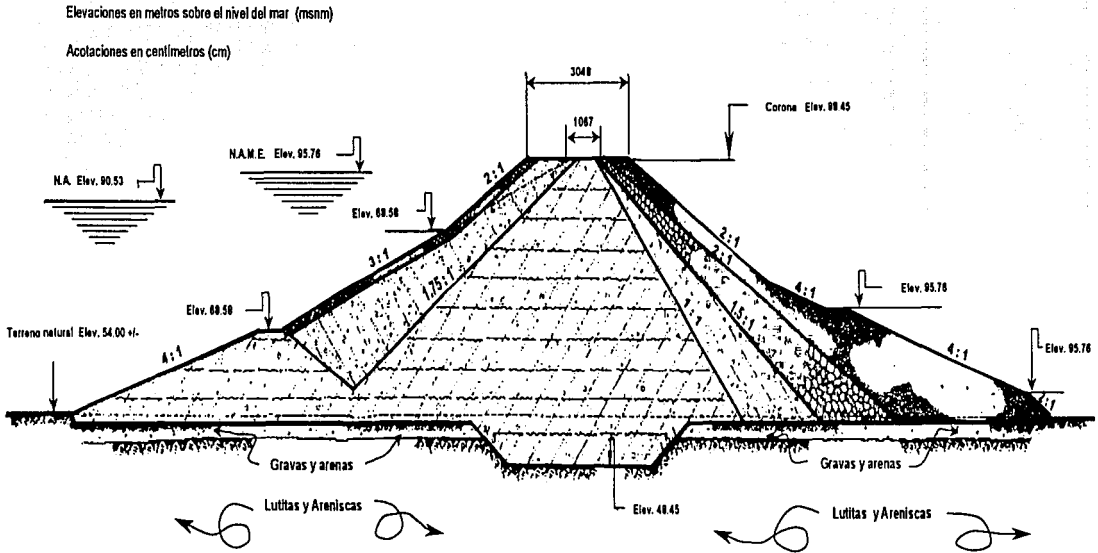 Elevaciones en metros sobre el nivel del mar (msnm)
Acotaciones en centímetros (cm)
3048
1067
Corona Elev. 99.45
N.A.M.E. Elev. 95.76
N.A. Elev. 90.53
2:1
Elev. 89.58
3:1
1.75:1
2:1
2:1
4:1
Elev. 95.76
Elev. 69.58
1.5:1
Terreno natural Elev. 54.00 +/-
4:1
4:1
Elev. 95.76
Gravas y arenas
Gravas y arenas
Elev. 48.45
Lutitas y Areniscas
Lutitas y Areniscas